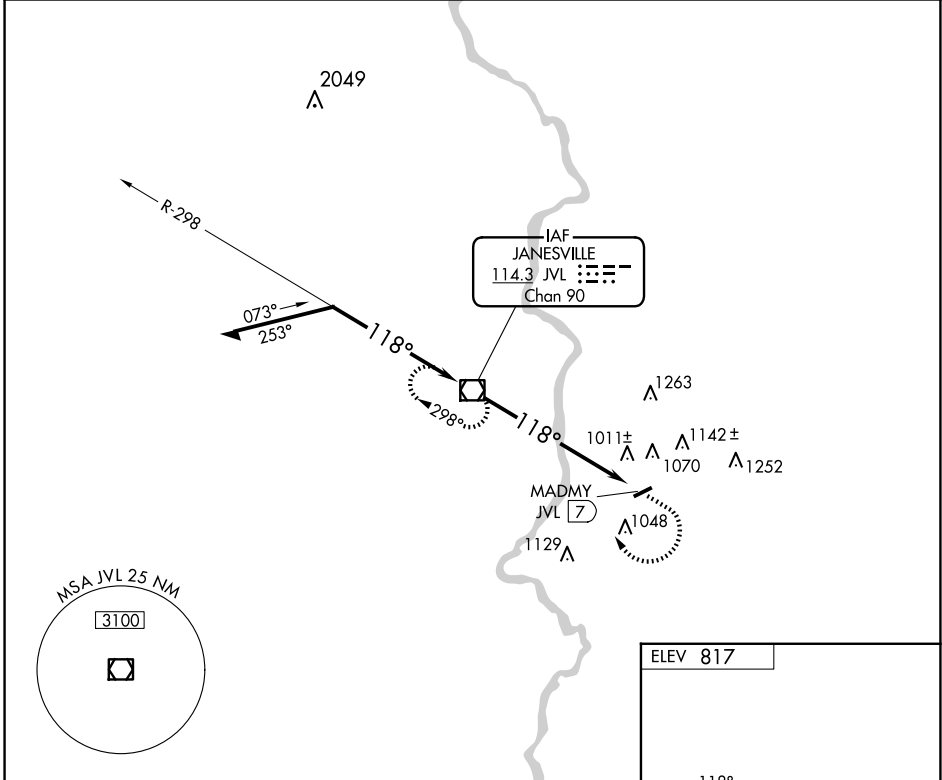 2049
R-298
IAF
JANESVILLE
114.3 JVL
Chan 90
073°
253°
118°
298°
118°
1263
1011±
1142±
1070
1252
MADMY
JVL 7
1048
1129
MSA JVL 25 NM
3100
ELEV 817
118°